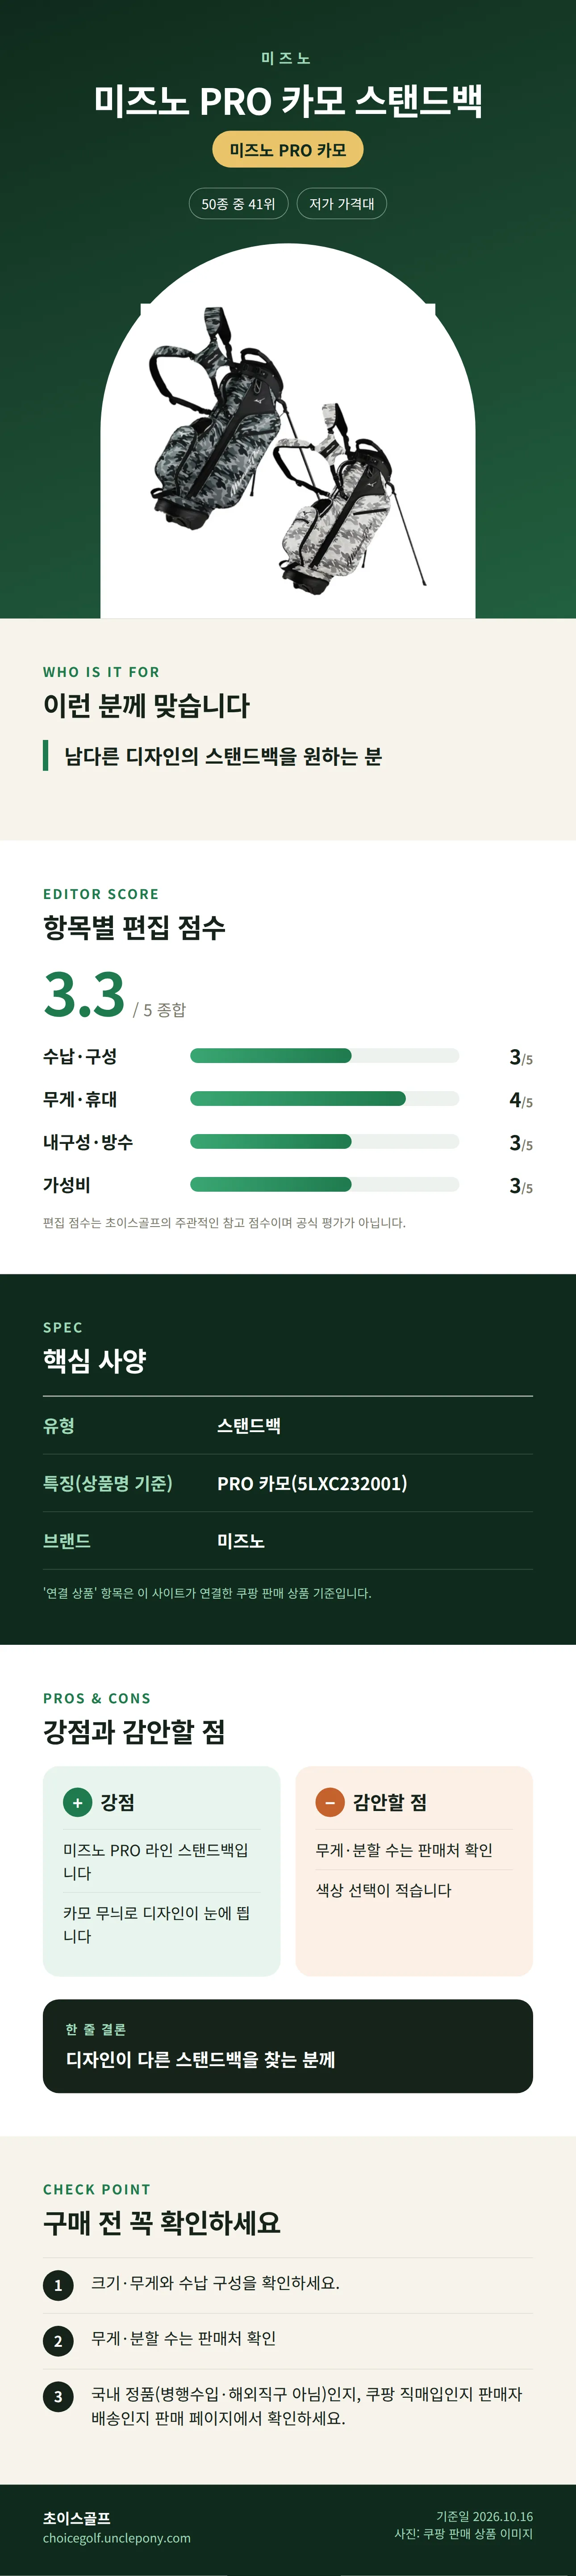 미즈노
미즈노 PRO 카모 스탠드백
미즈노 PRO 카모
50종 중 41위
저가 가격대
WHO IS IT FOR
이런 분께 맞습니다
남다른 디자인의 스탠드백을 원하는 분
EDITOR SCORE
항목별 편집 점수
3.3 / 5 종합
수납·구성 3/5
무게·휴대 4/5
내구성·방수 3/5
가성비 3/5
편집 점수는 초이스골프의 주관적인 참고 점수이며 공식 평가가 아닙니다.
SPEC
핵심 사양
유형 스탠드백
특징(상품명 기준) PRO 카모(5LXC232001)
브랜드 미즈노
'연결 상품' 항목은 이 사이트가 연결한 쿠팡 판매 상품 기준입니다.
PROS & CONS
강점과 감안할 점
+ 강점
미즈노 PRO 라인 스탠드백입
니다
카모 무늬로 디자인이 눈에 띕
니다
− 감안할 점
무게·분할 수는 판매처 확인
색상 선택이 적습니다
한 줄 결론
디자인이 다른 스탠드백을 찾는 분께
CHECK POINT
구매 전 꼭 확인하세요
1 크기·무게와 수납 구성을 확인하세요.
2 무게·분할 수는 판매처 확인
3 국내 정품(병행수입·해외직구 아님)인지, 쿠팡 직매입인지 판매자
배송인지 판매 페이지에서 확인하세요.
초이스골프
choicegolf.unclepony.com
기준일 2026.10.16
사진: 쿠팡 판매 상품 이미지